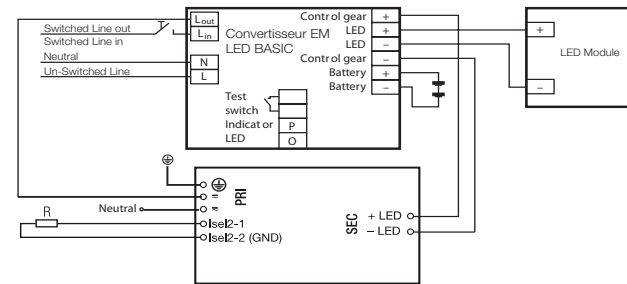 Switched Line out
Switched Line in
Neutral
Un-Switched Line
Lout
Lin
N
L
Convertisseur EM
LED BASIC
Control gear +
LED +
LED −
Control gear −
Battery +
Battery −
Test
switch
Indicat or
LED
P
O
+
LED Module
−
R
Neutral
PRI
=
≂
Isel2-1
Isel2-2 (GND)
SEC
+ LED
− LED